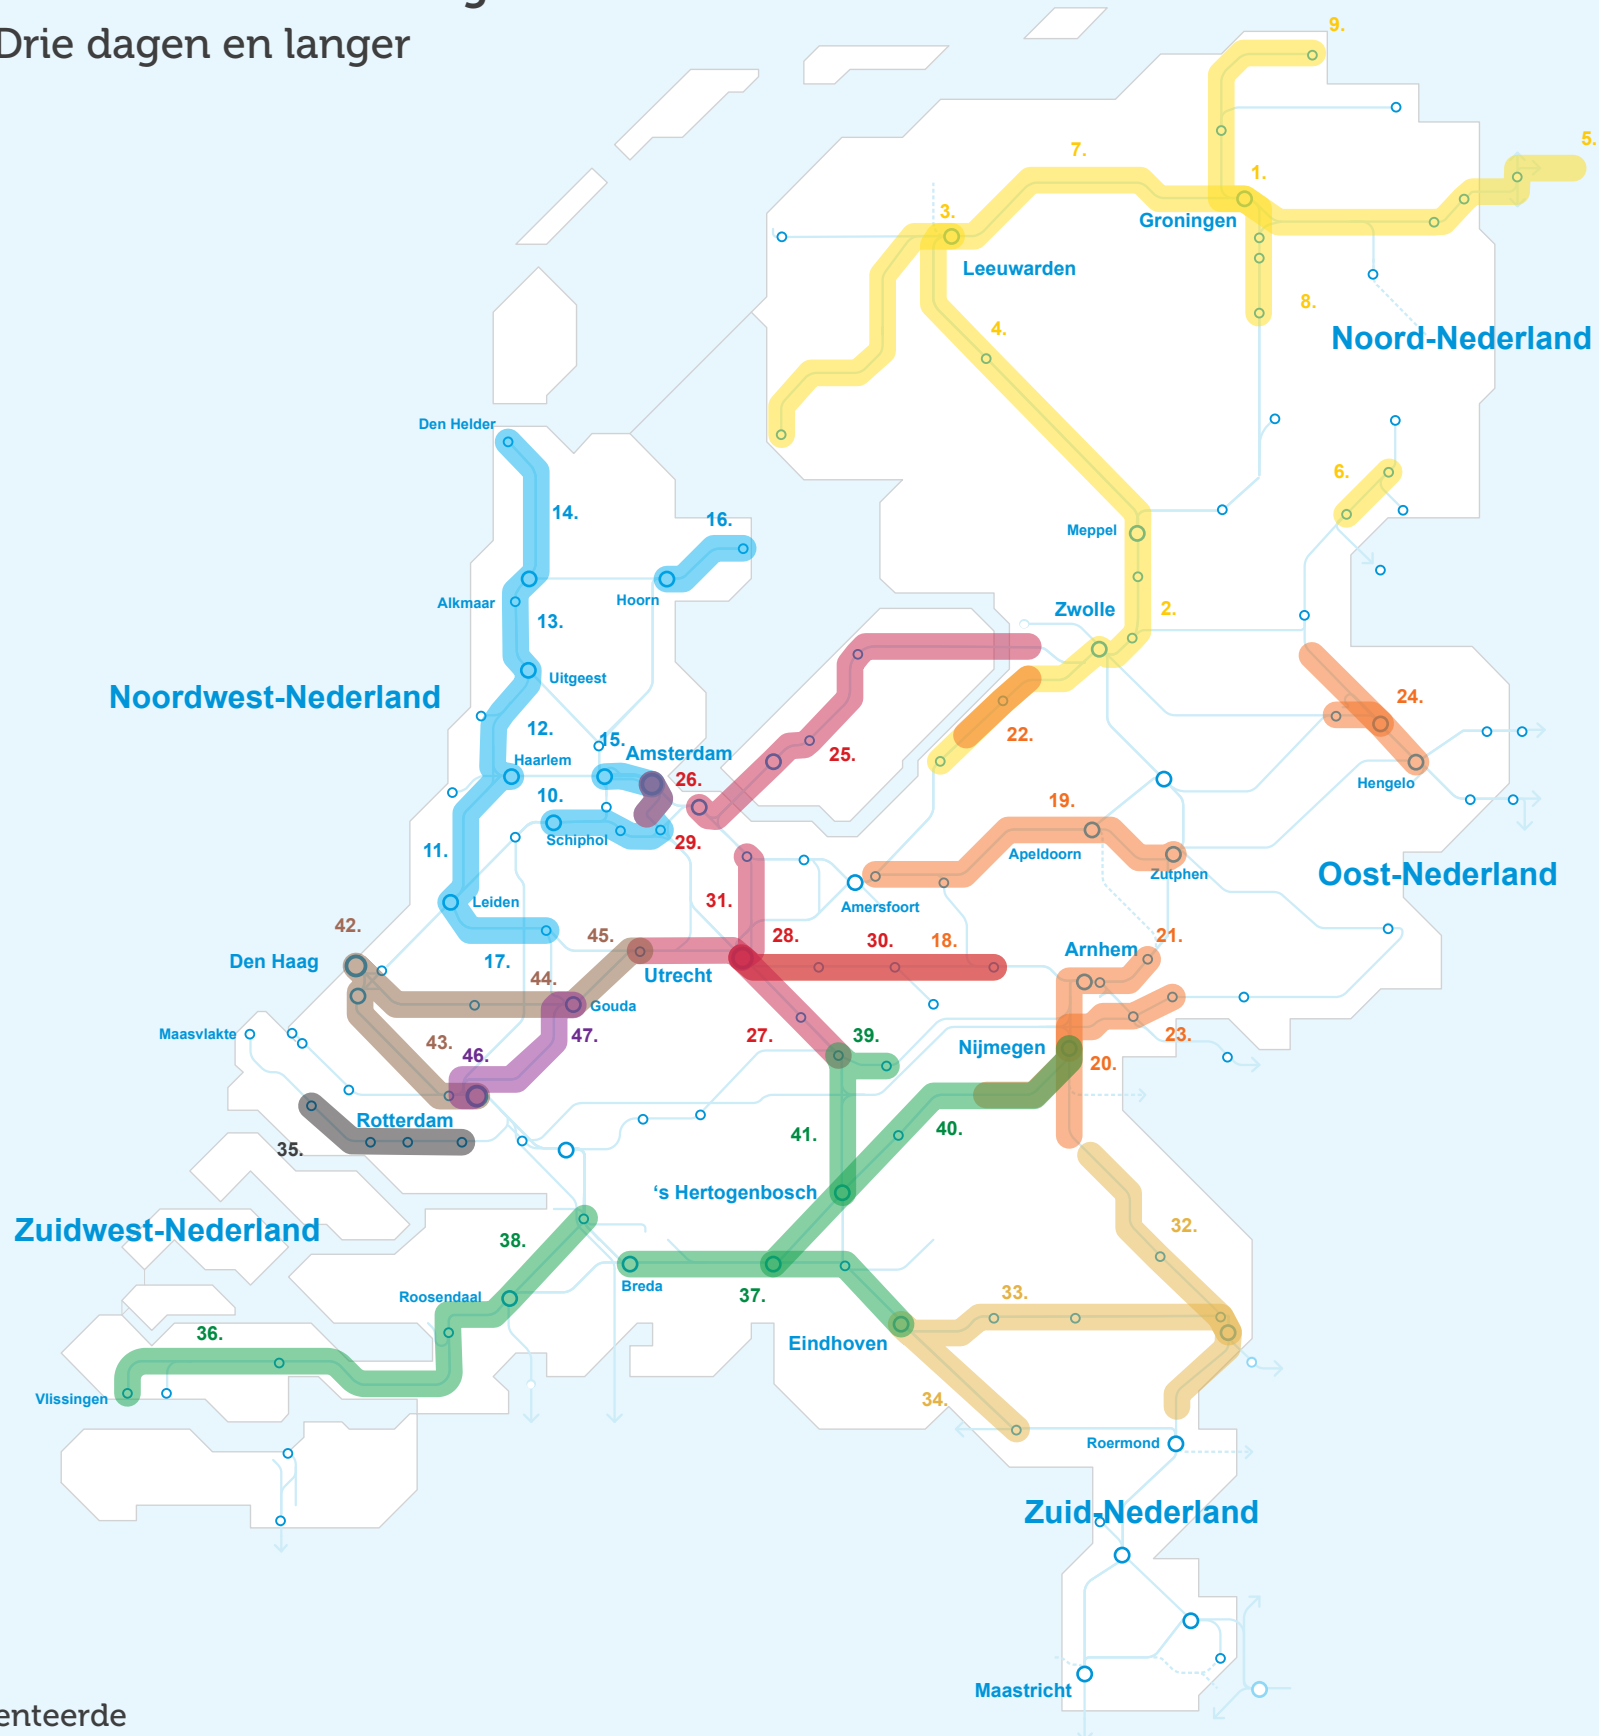 Drie dagen en langer
9.
5.
7.
1.
Groningen
3.
Leeuwarden
8.
4.
Noord-Nederland
Den Helder
6.
14.
16.
Meppel
Alkmaar
Hoorn
Zwolle
2.
13.
Uitgeest
Noordwest-Nederland
24.
12.
15.
Amsterdam
22.
25.
Haarlem
26.
Hengelo
10.
19.
Schiphol
29.
11.
Apeldoorn
Zutphen
Oost-Nederland
Leiden
31.
Amersfoort
42.
45.
28.
30.
18.
21.
Arnhem
Den Haag
17.
44.
Utrecht
Gouda
Maasvlakte
43.
46.
47.
27.
39.
Nijmegen
23.
20.
Rotterdam
35.
41.
40.
's Hertogenbosch
Zuidwest-Nederland
38.
32.
Roosendaal
Breda
37.
33.
36.
Eindhoven
Vlissingen
34.
Roermond
Zuid-Nederland
Maastricht
enteerde